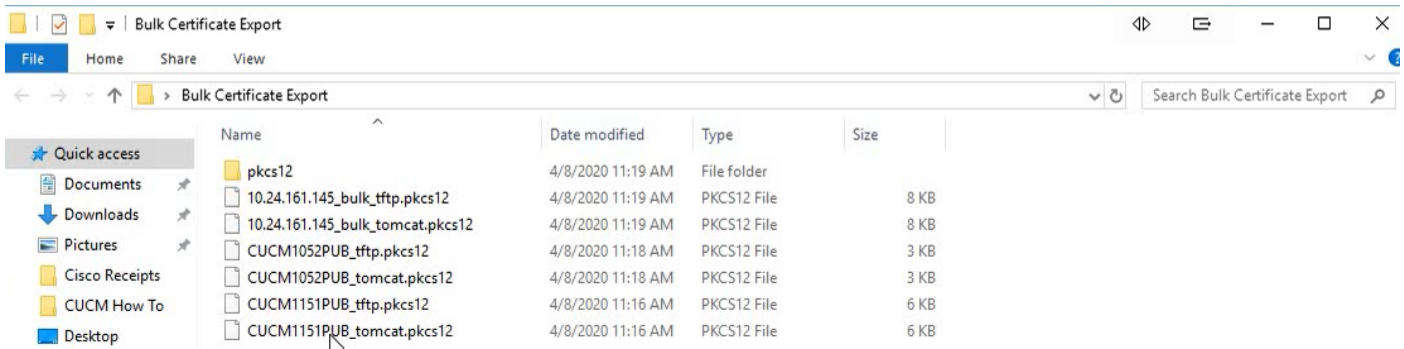 Bulk Certificate Export
File Home Share View
Bulk Certificate Export Search Bulk Certificate Export
Name Date modified Type Size
Quick access
Documents
Downloads
Pictures
Cisco Receipts
CUCM How To
Desktop
pkcs12 4/8/2020 11:19 AM File folder
10.24.161.145_bulk_tftp.pkcs12 4/8/2020 11:19 AM PKCS12 File 8 KB
10.24.161.145_bulk_tomcat.pkcs12 4/8/2020 11:19 AM PKCS12 File 8 KB
CUCM1052PUB_tftp.pkcs12 4/8/2020 11:18 AM PKCS12 File 3 KB
CUCM1052PUB_tomcat.pkcs12 4/8/2020 11:18 AM PKCS12 File 3 KB
CUCM1151PUB_tftp.pkcs12 4/8/2020 11:16 AM PKCS12 File 6 KB
CUCM1151PUB_tomcat.pkcs12 4/8/2020 11:16 AM PKCS12 File 6 KB